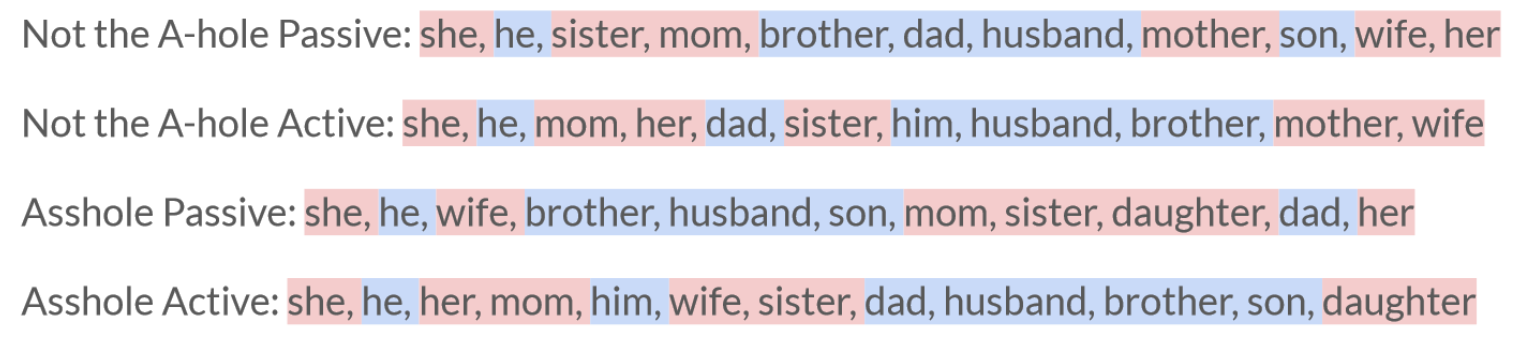 Not the A-hole Passive: she, he, sister, mom, brother, dad, husband, mother, son, wife, her
Not the A-hole Active: she, he, mom, her, dad, sister, him, husband, brother, mother, wife
Asshole Passive: she, he, wife, brother, husband, son, mom, sister, daughter, dad, her
Asshole Active: she, he, her, mom, him, wife, sister, dad, husband, brother, son, daughter